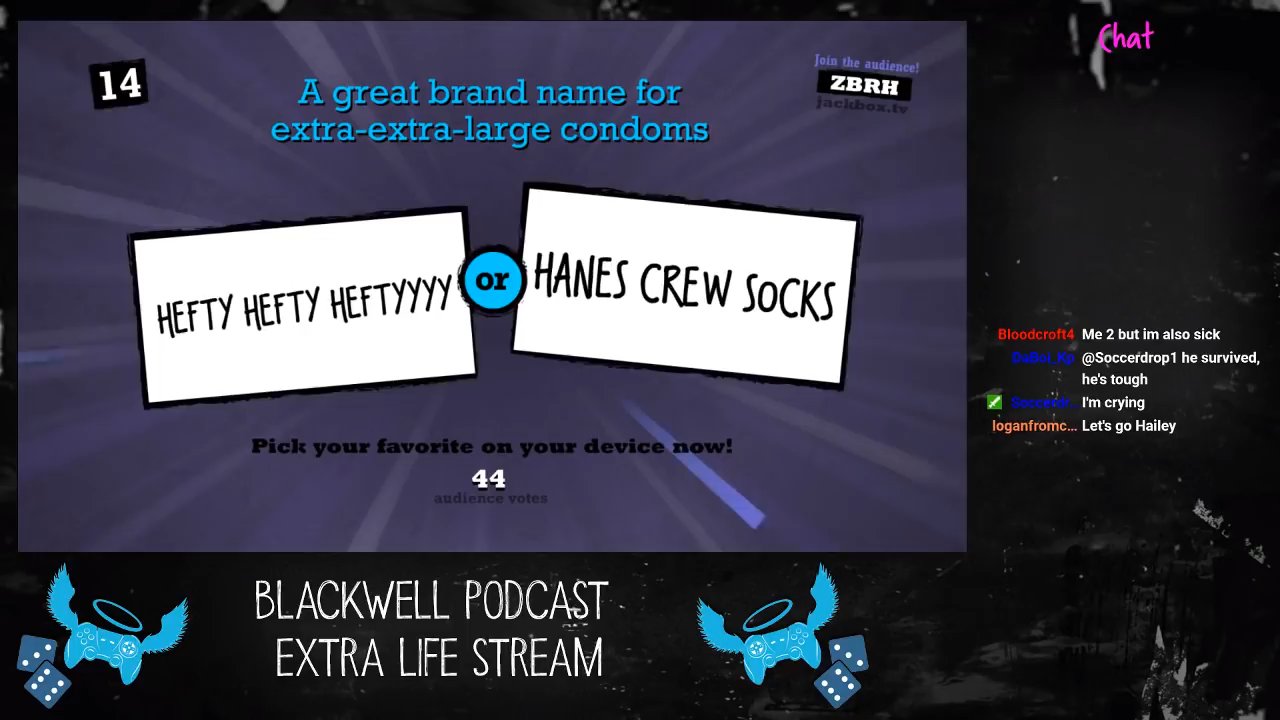 Chat
14
Join the audience!
ZBRH
jackbox.tv
A great brand name for
extra-extra-large condoms
HEFTY HEFTY HEFTYYYY
or
HANES CREW SOCKS
Pick your favorite on your device now!
44
audience votes
Bloodcroft4 Me 2 but im also sick
DaBoi_Kp @Soccerdrop1 he survived,
he's tough
Soccerdr… I'm crying
loganfromc… Let's go Hailey
BLACKWELL PODCAST
EXTRA LIFE STREAM